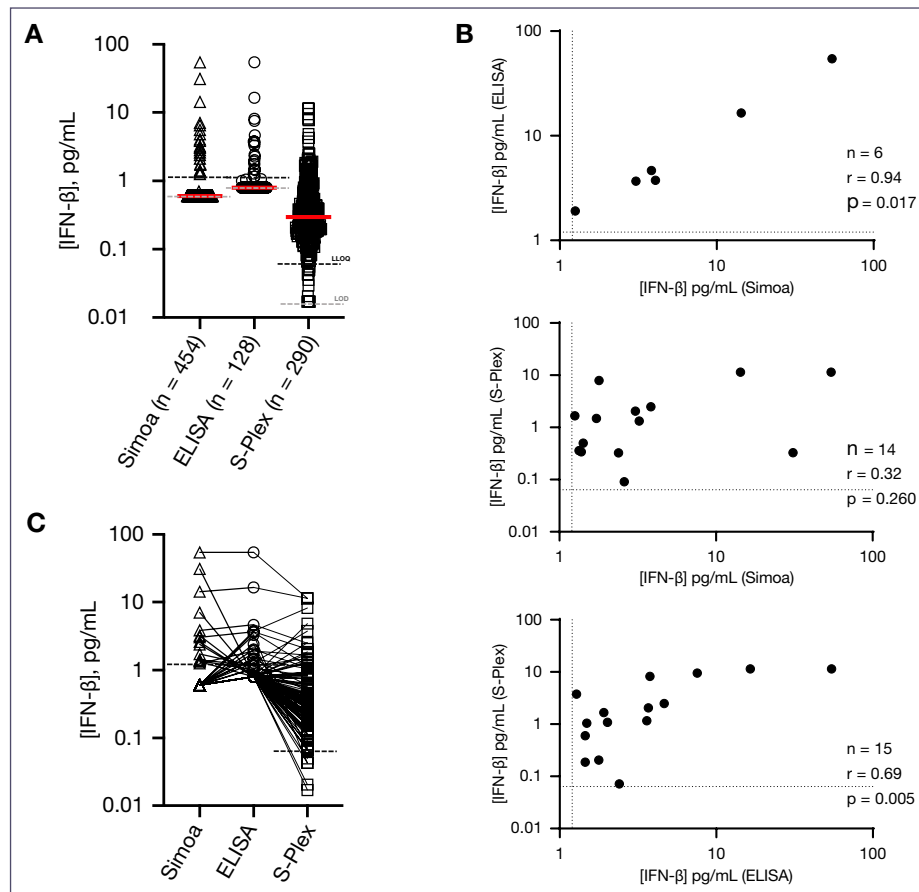 A
100
10
1
0.1
0.01
[IFN-β], pg/mL
LLOQ
LOD
Simoa (n = 454)
ELISA (n = 128)
S-Plex (n = 290)
B
100
10
1
[IFN-β] pg/mL (ELISA)
n = 6
r = 0.94
p = 0.017
1
10
100
[IFN-β] pg/mL (Simoa)
100
10
1
0.1
0.01
[IFN-β] pg/mL (S-Plex)
n = 14
r = 0.32
p = 0.260
1
10
100
[IFN-β] pg/mL (Simoa)
C
100
10
1
0.1
0.01
[IFN-β], pg/mL
Simoa
ELISA
S-Plex
100
10
1
0.1
0.01
[IFN-β] pg/mL (S-Plex)
n = 15
r = 0.69
p = 0.005
1
10
100
[IFN-β] pg/mL (ELISA)